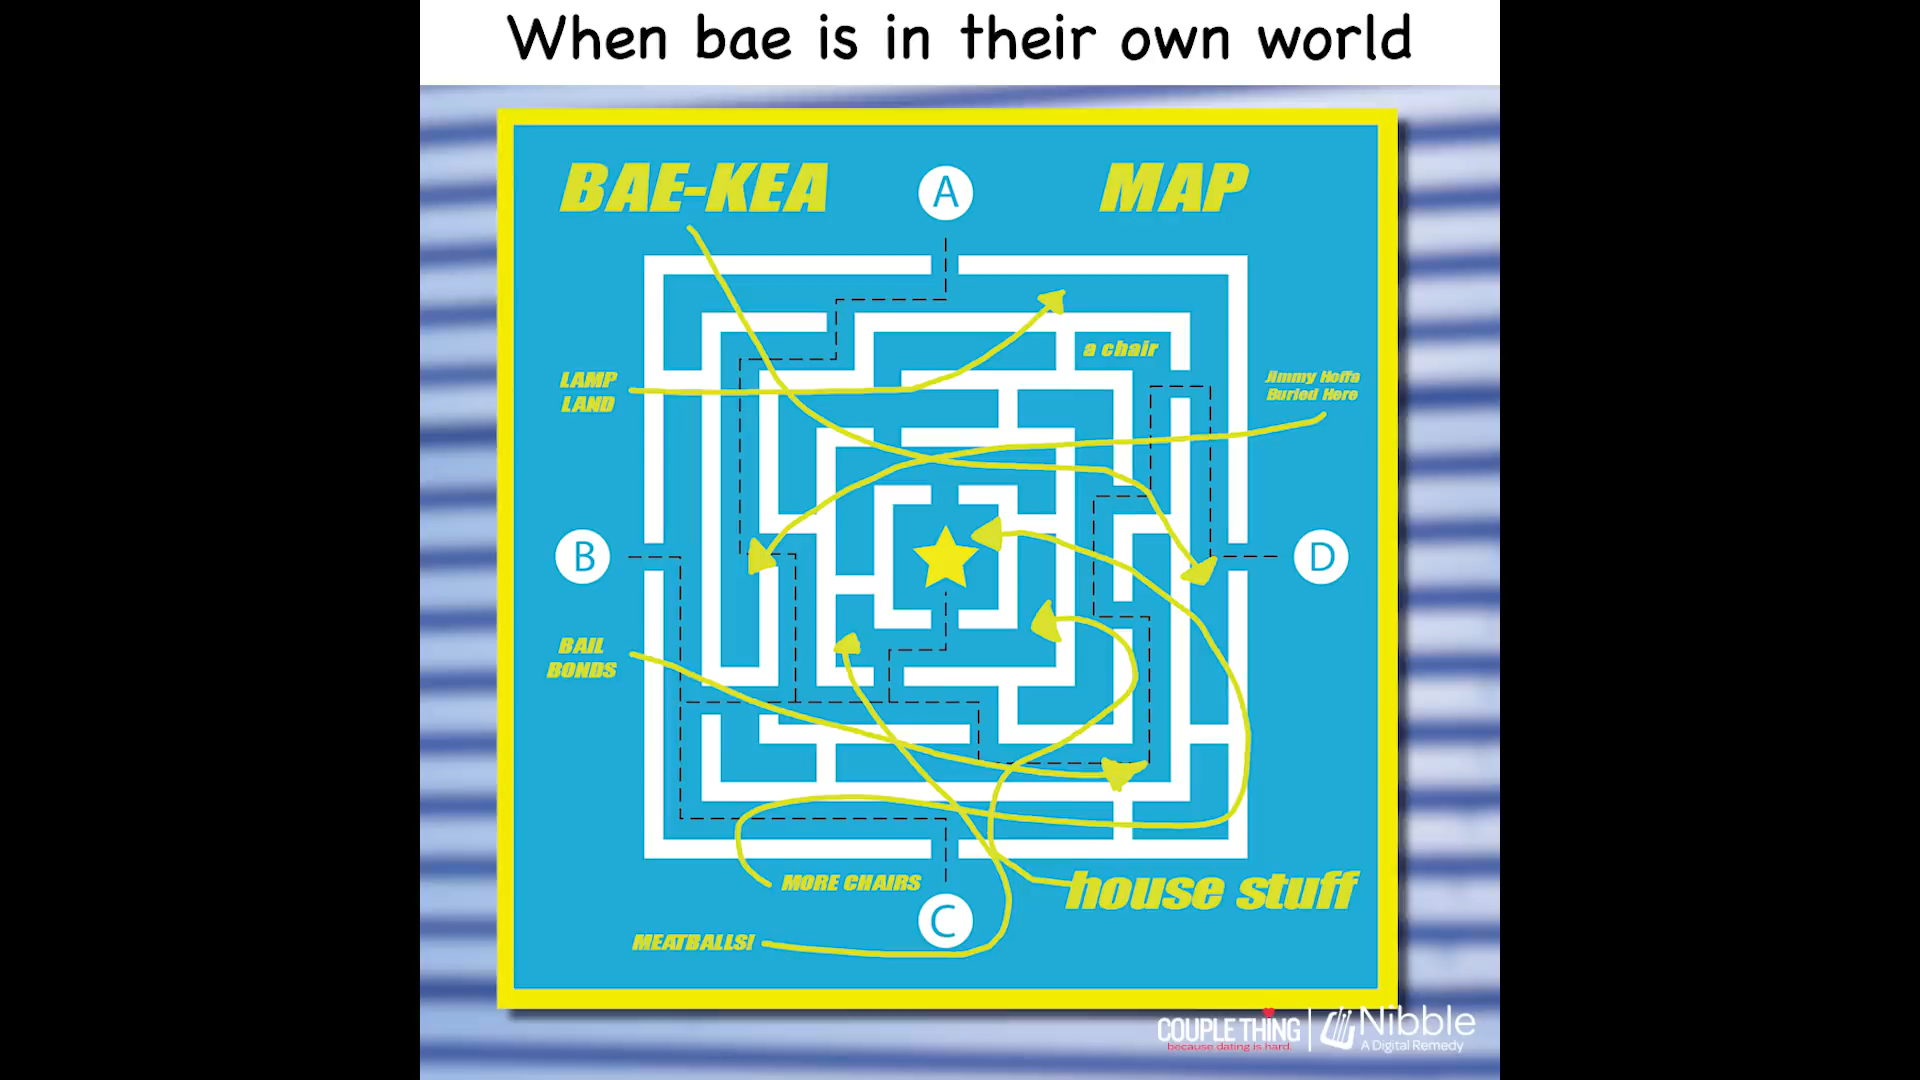 When bae is in their own world
BAE-KEA
A
MAP
a chair
LAMP
LAND
Jimmy Hoffa
Buried Here
B
D
BAIL
BONDS
MORE CHAIRS
house stuff
C
MEATBALLS!
COUPLE THING
because dating is hard.
Nibble
A Digital Remedy